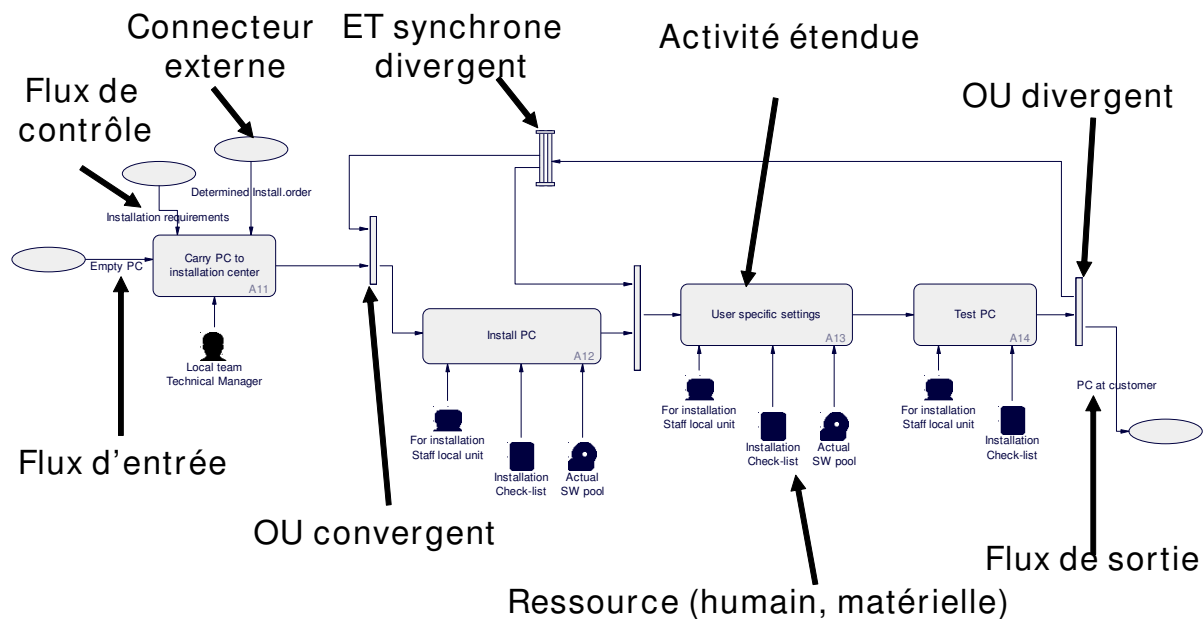 Connecteur
externe
ET synchrone
divergent
Activité étendue
OU divergent
Flux de
contrôle
Determined Install.order
Installation requirements
Empty PC
Carry PC to
installation center
A11
Local team
Technical Manager
Install PC
A12
User specific settings
A13
Test PC
A14
For installation
Staff local unit
Installation
Check-list
Actual
SW pool
For installation
Staff local unit
Installation
Check-list
Actual
SW pool
For installation
Staff local unit
Installation
Check-list
PC at customer
Flux d'entrée
OU convergent
Flux de sortie
Ressource (humain, matérielle)